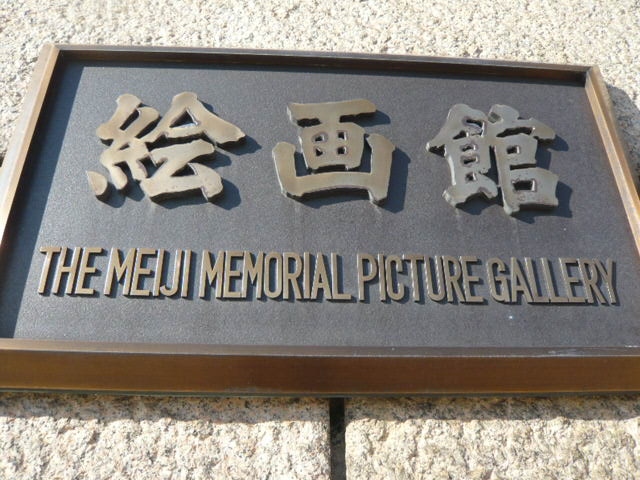 絵画館
THE MEIJI MEMORIAL PICTURE GALLERY